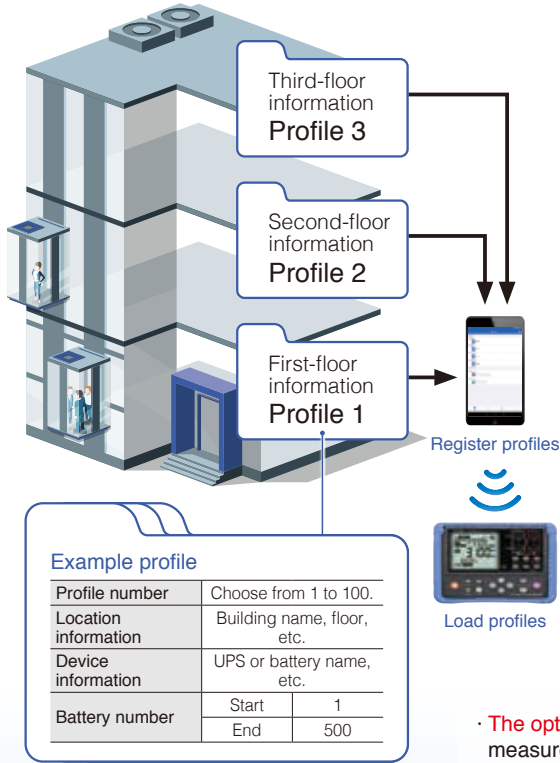 Third-floor
information
Profile 3
Second-floor
information
Profile 2
First-floor
information
Profile 1
Register profiles
Load profiles
Example profile
Profile number Choose from 1 to 100.
Location Building name, floor,
information etc.
Device UPS or battery name,
information etc.
Battery number Start 1
End 500
· The opt
measure